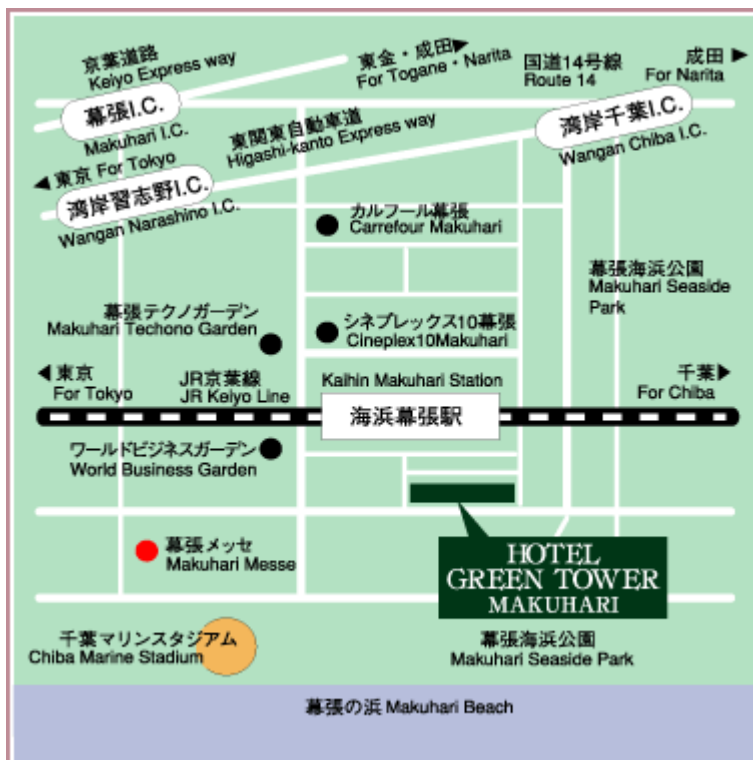 京葉道路
Keiyo Express way
東金・成田▶
For Togane・Narita
国道14号線
Route 14
成田 ▶
For Narita
幕張I.C.
Makuhari I.C.
東関東自動車道
Higashi-kanto Express way
湾岸千葉I.C.
Wangan Chiba I.C.
◀東京 For Tokyo
湾岸習志野I.C.
Wangan Narashino I.C.
カルフール幕張
Carrefour Makuhari
幕張海浜公園
Makuhari Seaside
Park
幕張テクノガーデン
Makuhari Techono Garden
シネプレックス10幕張
Cineplex10Makuhari
◀東京
For Tokyo
JR京葉線
JR Keiyo Line
Kaihin Makuhari Station
海浜幕張駅
千葉▶
For Chiba
ワールドビジネスガーデン
World Business Garden
幕張メッセ
Makuhari Messe
HOTEL
GREEN TOWER
MAKUHARI
千葉マリンスタジアム
Chiba Marine Stadium
幕張海浜公園
Makuhari Seaside Park
幕張の浜 Makuhari Beach